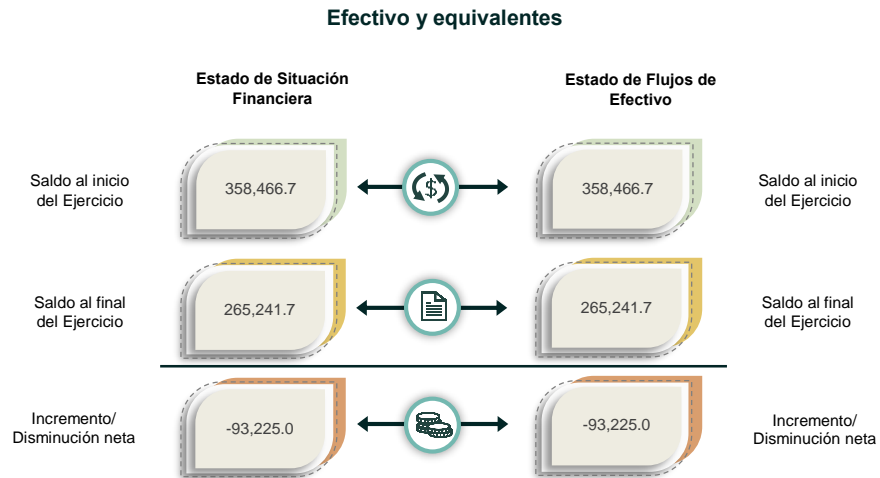 Efectivo y equivalentes
Estado de Situación
Financiera
Estado de Flujos de
Efectivo
Saldo al inicio
del Ejercicio
358,466.7
$
358,466.7
Saldo al inicio
del Ejercicio
Saldo al final
del Ejercicio
265,241.7
265,241.7
Saldo al final
del Ejercicio
Incremento/
Disminución neta
-93,225.0
-93,225.0
Incremento/
Disminución neta